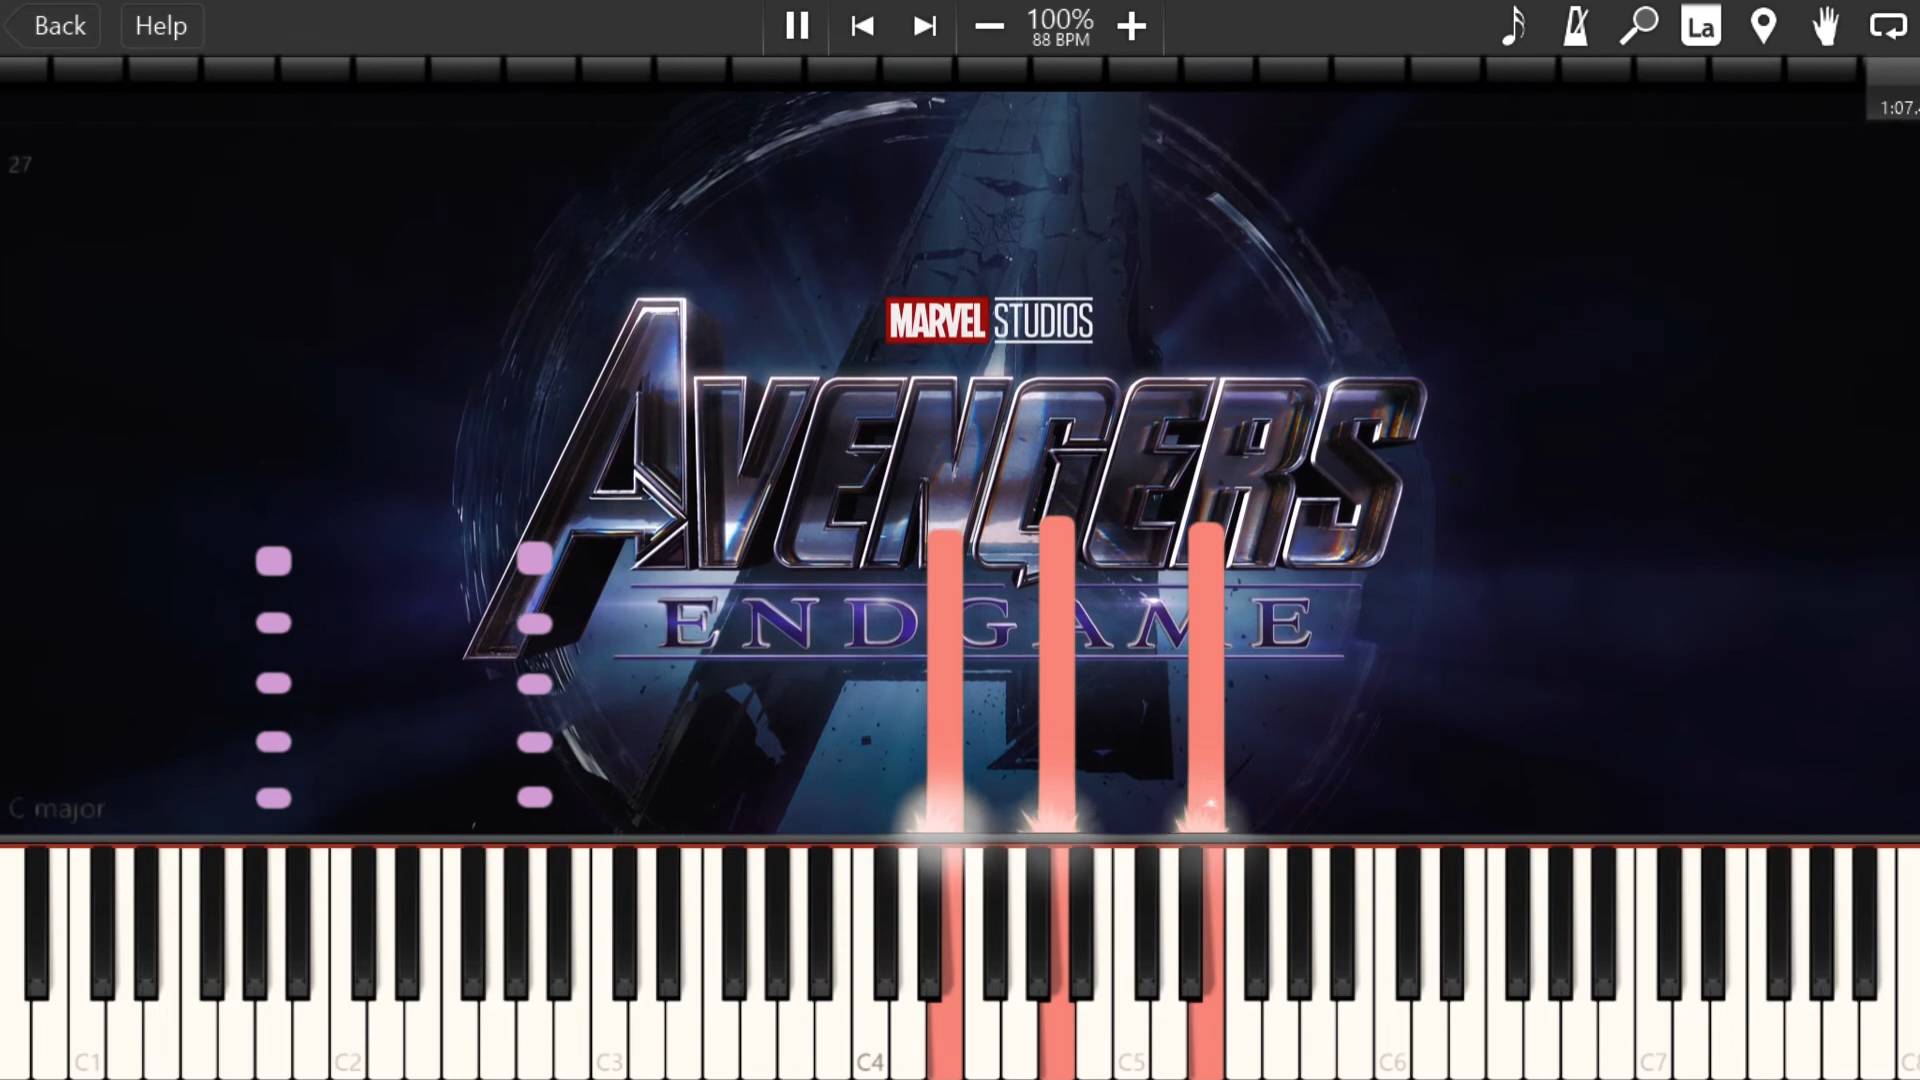 Back
Help
100%
88 BPM
La
1:07.
27
MARVEL STUDIOS
AVENGERS
ENDGAME
C major
C1
C2
C3
C4
C5
C6
C7